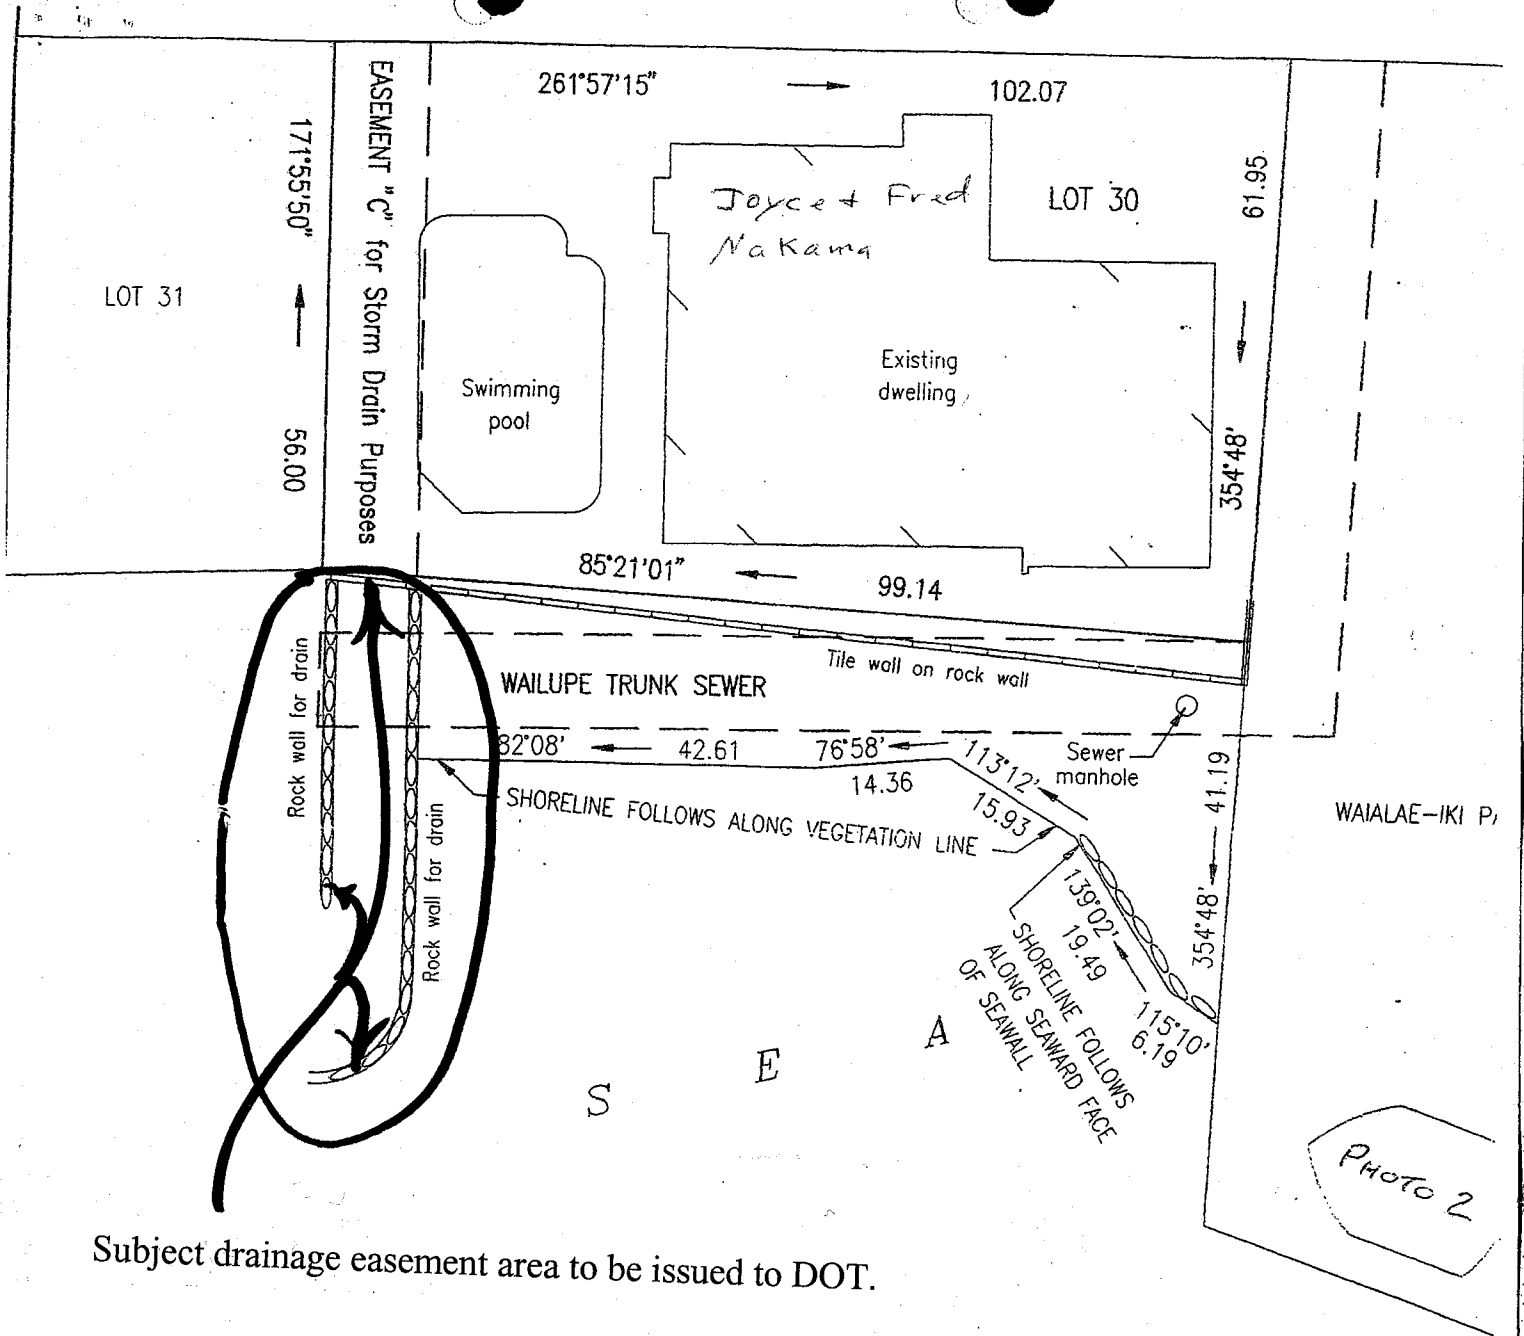 261°57'15"
102.07
EASEMENT "C" for Storm Drain Purposes
171°55'50"
56.00
LOT 31
Joyce + Fred
Nakama
LOT 30
61.95
354°48'
Swimming
pool
Existing
dwelling
85°21'01"
99.14
Tile wall on rock wall
WAILUPE TRUNK SEWER
Rock wall for drain
Rock wall for drain
82°08'
42.61
76°58'
14.36
113°12'
15.93
Sewer
manhole
SHORELINE FOLLOWS ALONG VEGETATION LINE
41.19
354°48'
WAIALAE-IKI
139°02'
19.49
115°10'
6.19
SHORELINE FOLLOWS
ALONG SEAWARD FACE
OF SEAWALL
S E A
PHOTO 2
Subject drainage easement area to be issued to DOT.